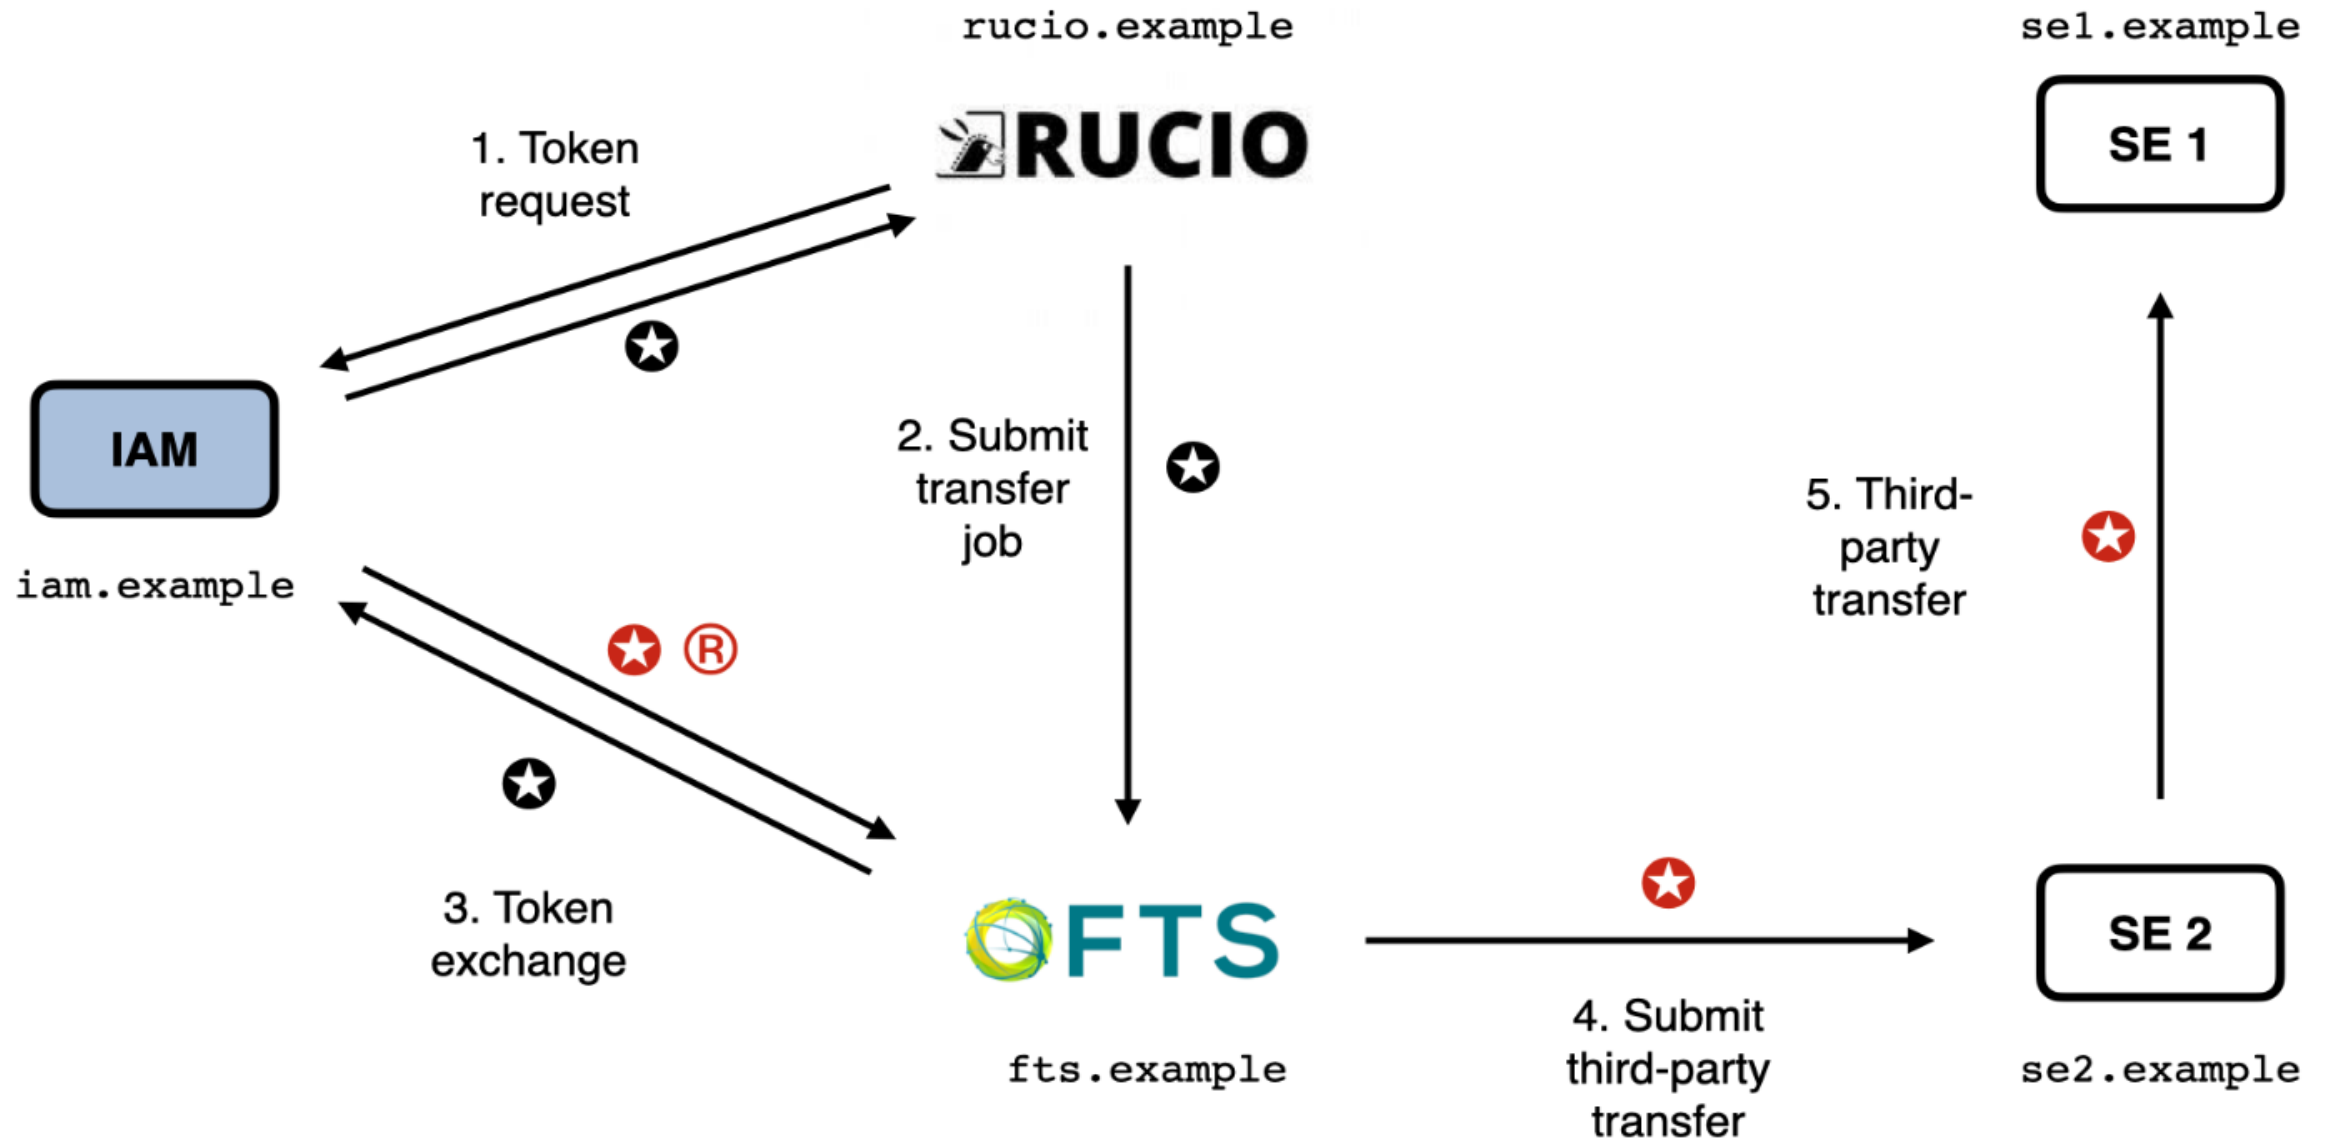 rucio.example
se1.example
RUCIO
SE 1
1. Token
request
2. Submit
transfer
job
IAM
iam.example
5. Third-
party
transfer
®
3. Token
exchange
FTS
SE 2
fts.example
4. Submit
third-party
transfer
se2.example